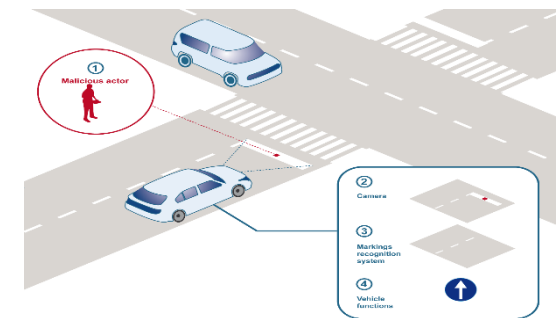 1
Malicious actor
2
Camera
3
Markings
recognition
system
4
Vehicle
functions